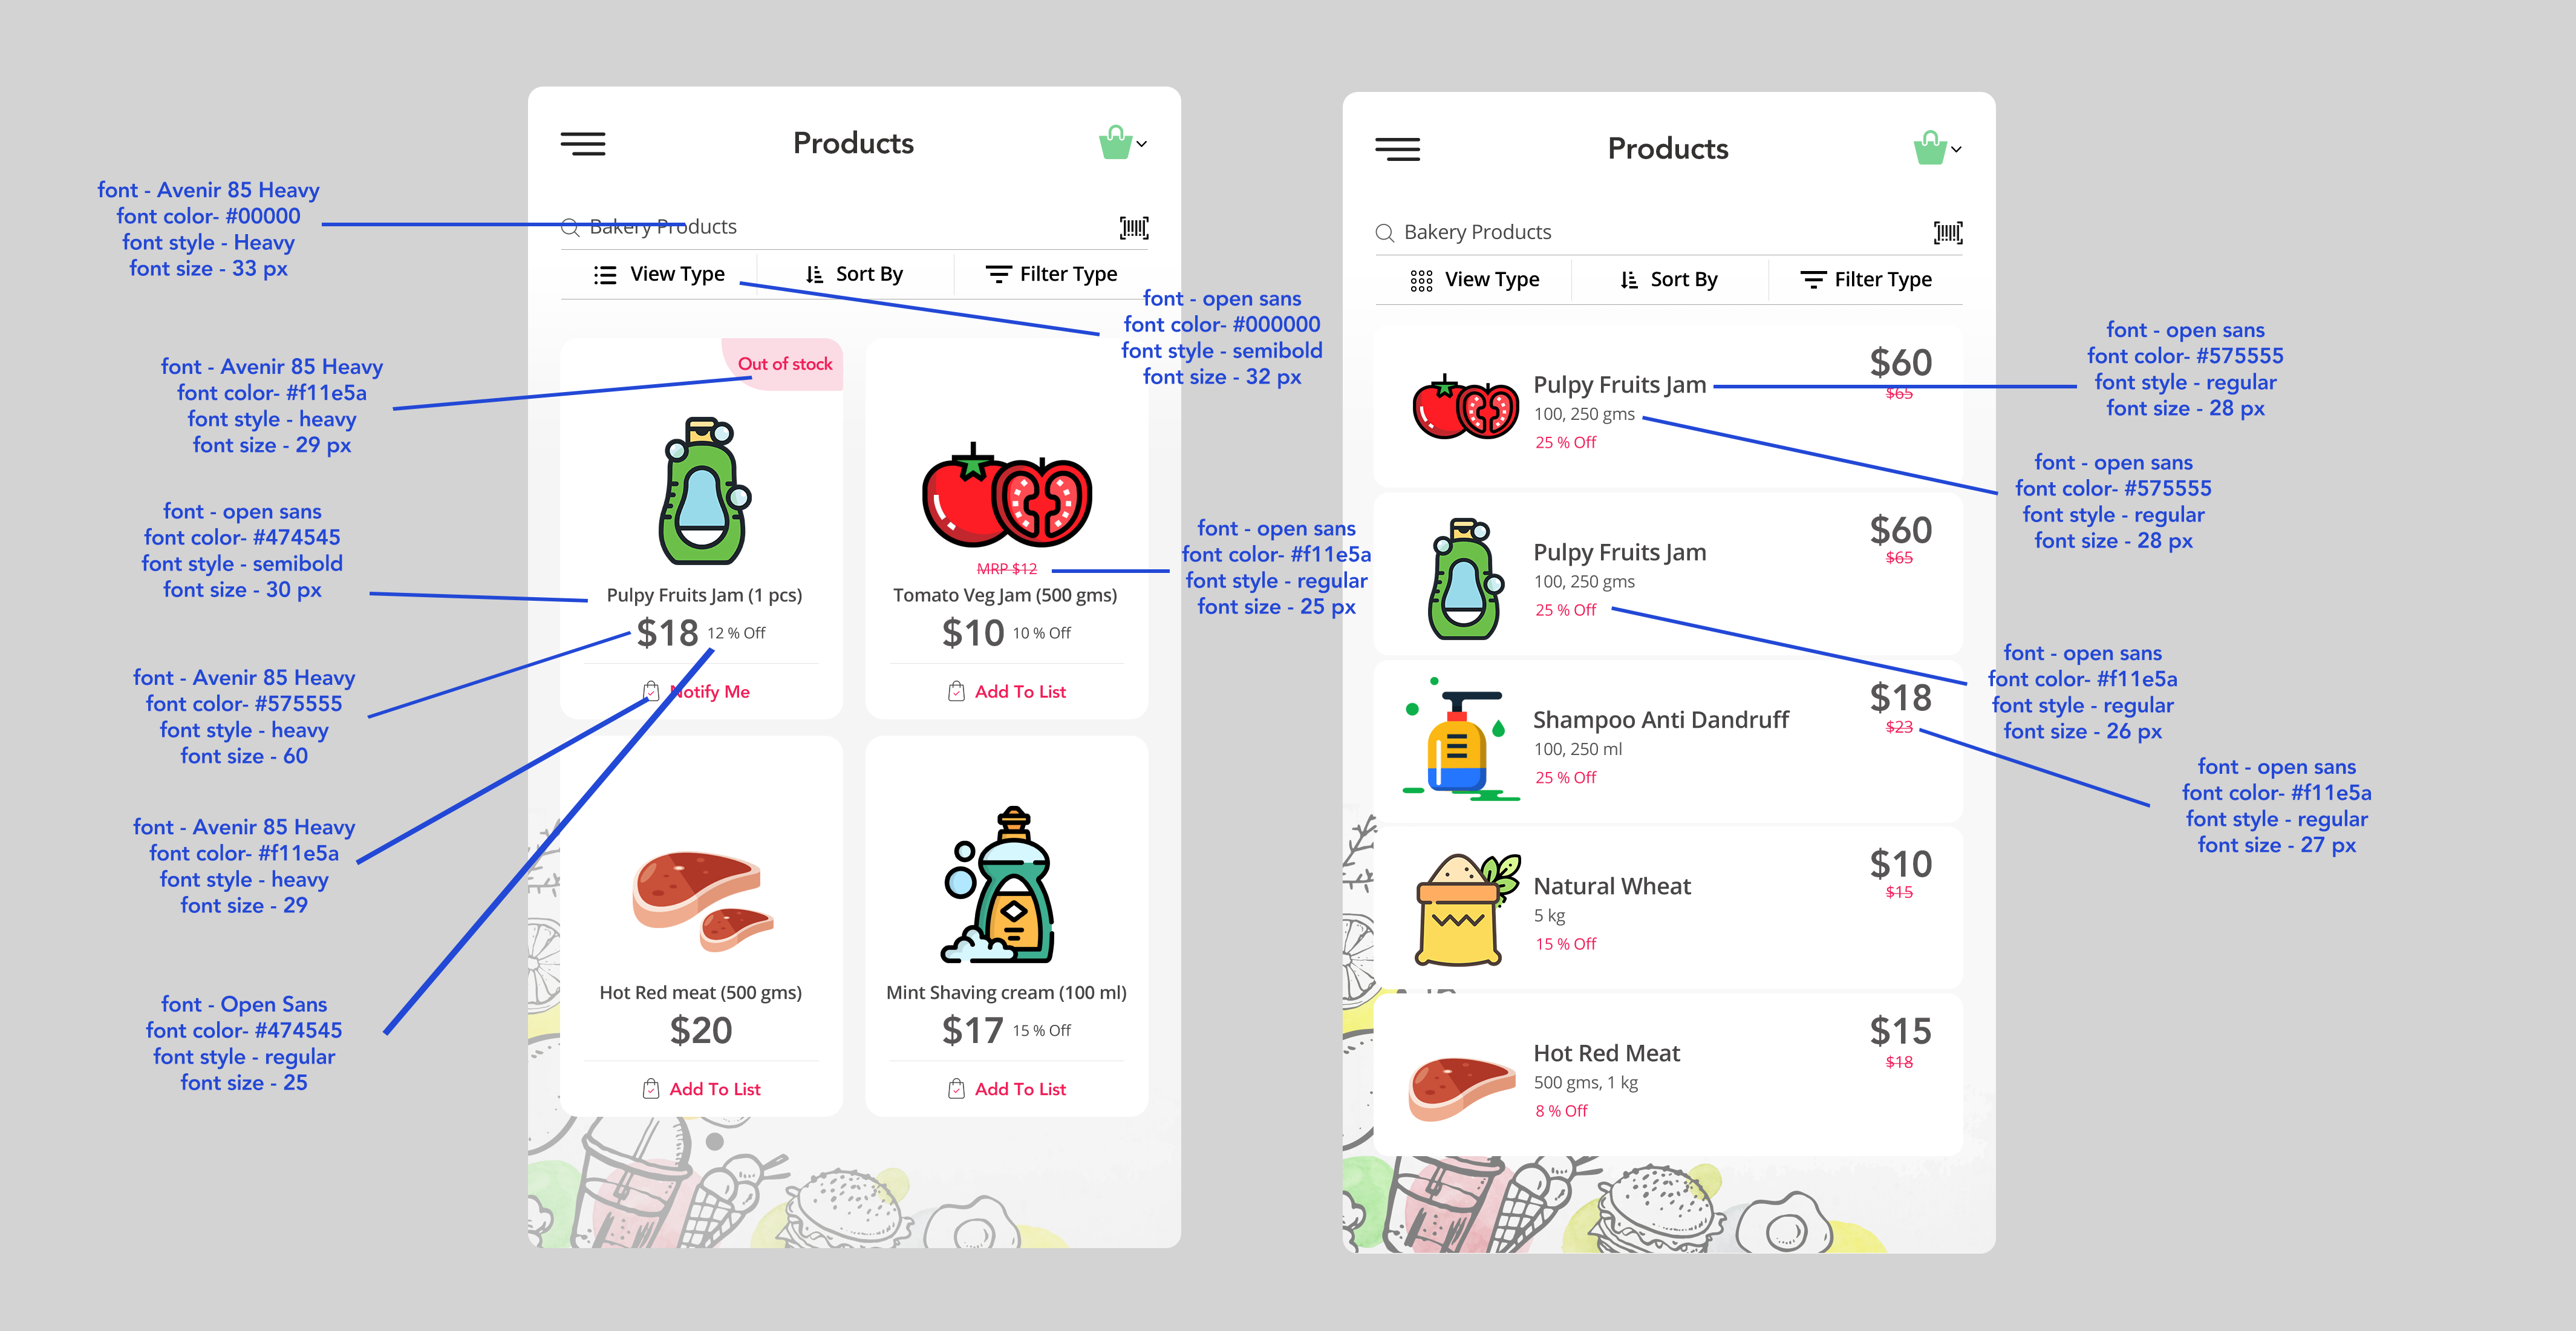 font - Avenir 85 Heavy
font color- #00000
font style - Heavy
font size - 33 px
font - Avenir 85 Heavy
font color- #f11e5a
font style - heavy
font size - 29 px
font - open sans
font color- #474545
font style - semibold
font size - 30 px
font - Avenir 85 Heavy
font color- #575555
font style - heavy
font size - 60
font - Avenir 85 Heavy
font color- #f11e5a
font style - heavy
font size - 29
font - Open Sans
font color- #474545
font style - regular
font size - 25
Products
Bakery Products
View Type
Sort By
Filter Type
Out of stock
Pulpy Fruits Jam (1 pcs)
$18 12 % Off
Notify Me
MRP $12
Tomato Veg Jam (500 gms)
$10 10 % Off
Add To List
Hot Red meat (500 gms)
$20
Add To List
Mint Shaving cream (100 ml)
$17 15 % Off
Add To List
font - open sans
font color- #000000
font style - semibold
font size - 32 px
font - open sans
font color- #f11e5a
font style - regular
font size - 25 px
Products
Bakery Products
View Type
Sort By
Filter Type
Pulpy Fruits Jam
100, 250 gms
25 % Off
$60
$65
Pulpy Fruits Jam
100, 250 gms
25 % Off
$60
$65
Shampoo Anti Dandruff
100, 250 ml
25 % Off
$18
$23
Natural Wheat
5 kg
15 % Off
$10
$15
Hot Red Meat
500 gms, 1 kg
8 % Off
$15
$18
font - open sans
font color- #575555
font style - regular
font size - 28 px
font - open sans
font color- #575555
font style - regular
font size - 28 px
font - open sans
font color- #f11e5a
font style - regular
font size - 26 px
font - open sans
font color- #f11e5a
font style - regular
font size - 27 px